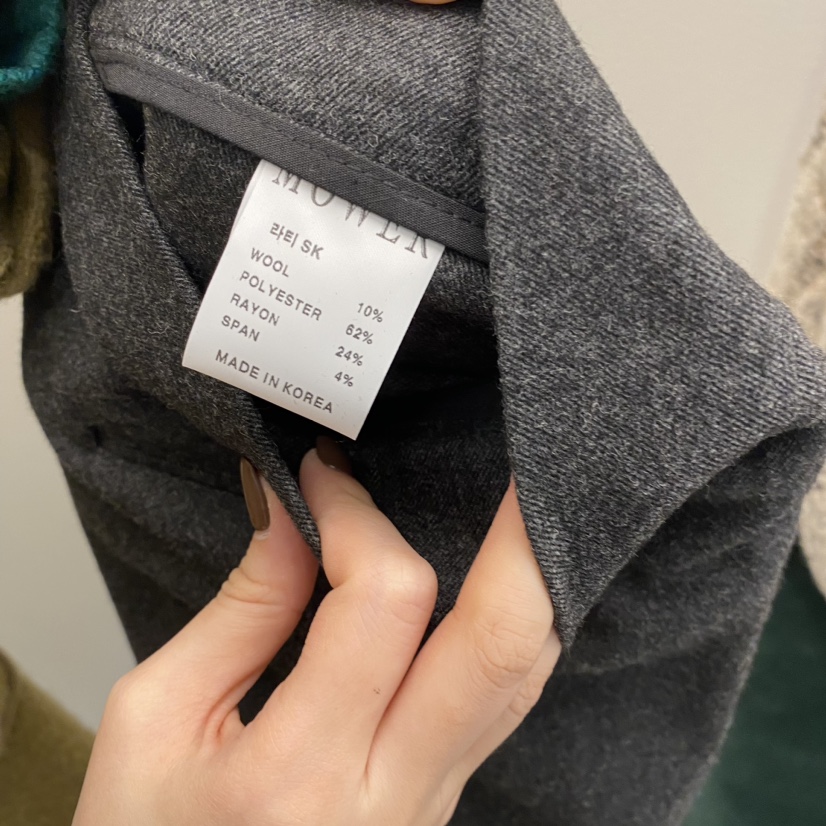 MOWER
라티 SK
WOOL 10%
POLYESTER 62%
RAYON 24%
SPAN 4%
MADE IN KOREA